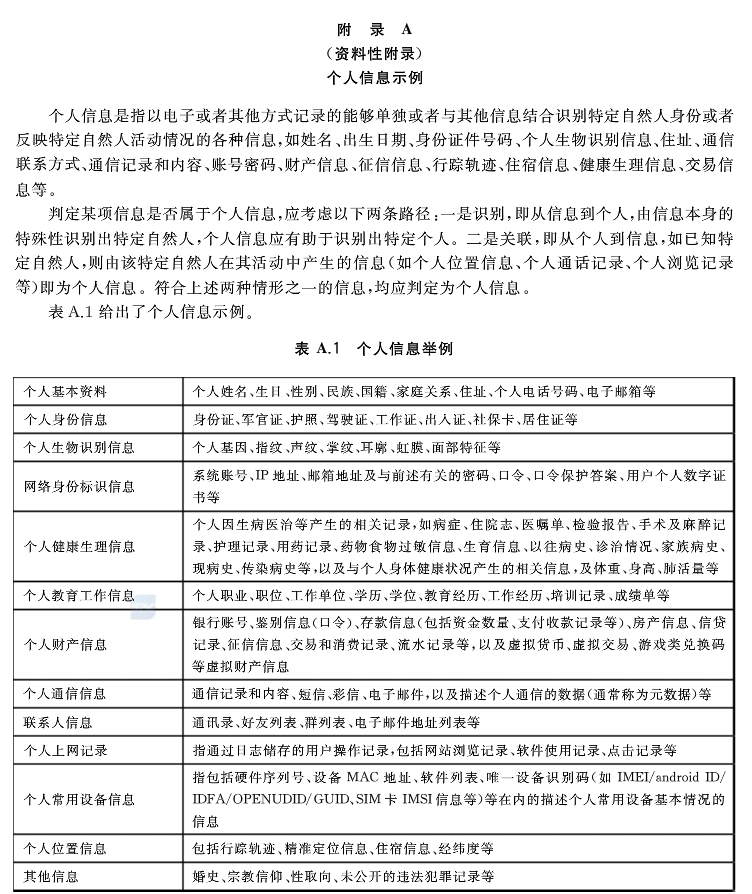 附 录 A
（资料性附录）
个人信息示例
个人信息是指以电子或者其他方式记录的能够单独或者与其他信息结合识别特定自然人身份或者
反映特定自然人活动情况的各种信息,如姓名、出生日期、身份证件号码、个人生物识别信息、住址、通信
联系方式、通信记录和内容、账号密码、财产信息、征信信息、行踪轨迹、住宿信息、健康生理信息、交易信
息等。
判定某项信息是否属于个人信息,应考虑以下两条路径:一是识别,即从信息到个人,由信息本身的
特殊性识别出特定自然人,个人信息应有助于识别出特定个人。二是关联,即从个人到信息,如已知特
定自然人,则由该特定自然人在其活动中产生的信息(如个人位置信息、个人通话记录、个人浏览记录
等)即为个人信息。符合上述两种情形之一的信息,均应判定为个人信息。
表 A.1 给出了个人信息示例。
表 A.1 个人信息举例
个人基本资料 个人姓名、生日、性别、民族、国籍、家庭关系、住址、个人电话号码、电子邮箱等
个人身份信息 身份证、军官证、护照、驾驶证、工作证、出入证、社保卡、居住证等
个人生物识别信息 个人基因、指纹、声纹、掌纹、耳廓、虹膜、面部特征等
网络身份标识信息 系统账号、IP 地址、邮箱地址及与前述有关的密码、口令、口令保护答案、用户个人数字证
书等
个人健康生理信息 个人因生病医治等产生的相关记录,如病症、住院志、医嘱单、检验报告、手术及麻醉记
录、护理记录、用药记录、药物食物过敏信息、生育信息、以往病史、诊治情况、家族病史、
现病史、传染病史等,以及与个人身体健康状况产生的相关信息,及体重、身高、肺活量等
个人教育工作信息 个人职业、职位、工作单位、学历、学位、教育经历、工作经历、培训记录、成绩单等
个人财产信息 银行账号、鉴别信息(口令)、存款信息(包括资金数量、支付收款记录等)、房产信息、信贷
记录、征信信息、交易和消费记录、流水记录等,以及虚拟货币、虚拟交易、游戏类兑换码
等虚拟财产信息
个人通信信息 通信记录和内容、短信、彩信、电子邮件,以及描述个人通信的数据(通常称为元数据)等
联系人信息 通讯录、好友列表、群列表、电子邮件地址列表等
个人上网记录 指通过日志储存的用户操作记录,包括网站浏览记录、软件使用记录、点击记录等
个人常用设备信息 指包括硬件序列号、设备 MAC 地址、软件列表、唯一设备识别码(如 IMEI/android ID/
IDFA/OPENUDID/GUID、SIM 卡 IMSI 信息等)等在内的描述个人常用设备基本情况的
信息
个人位置信息 包括行踪轨迹、精准定位信息、住宿信息、经纬度等
其他信息 婚史、宗教信仰、性取向、未公开的违法犯罪记录等